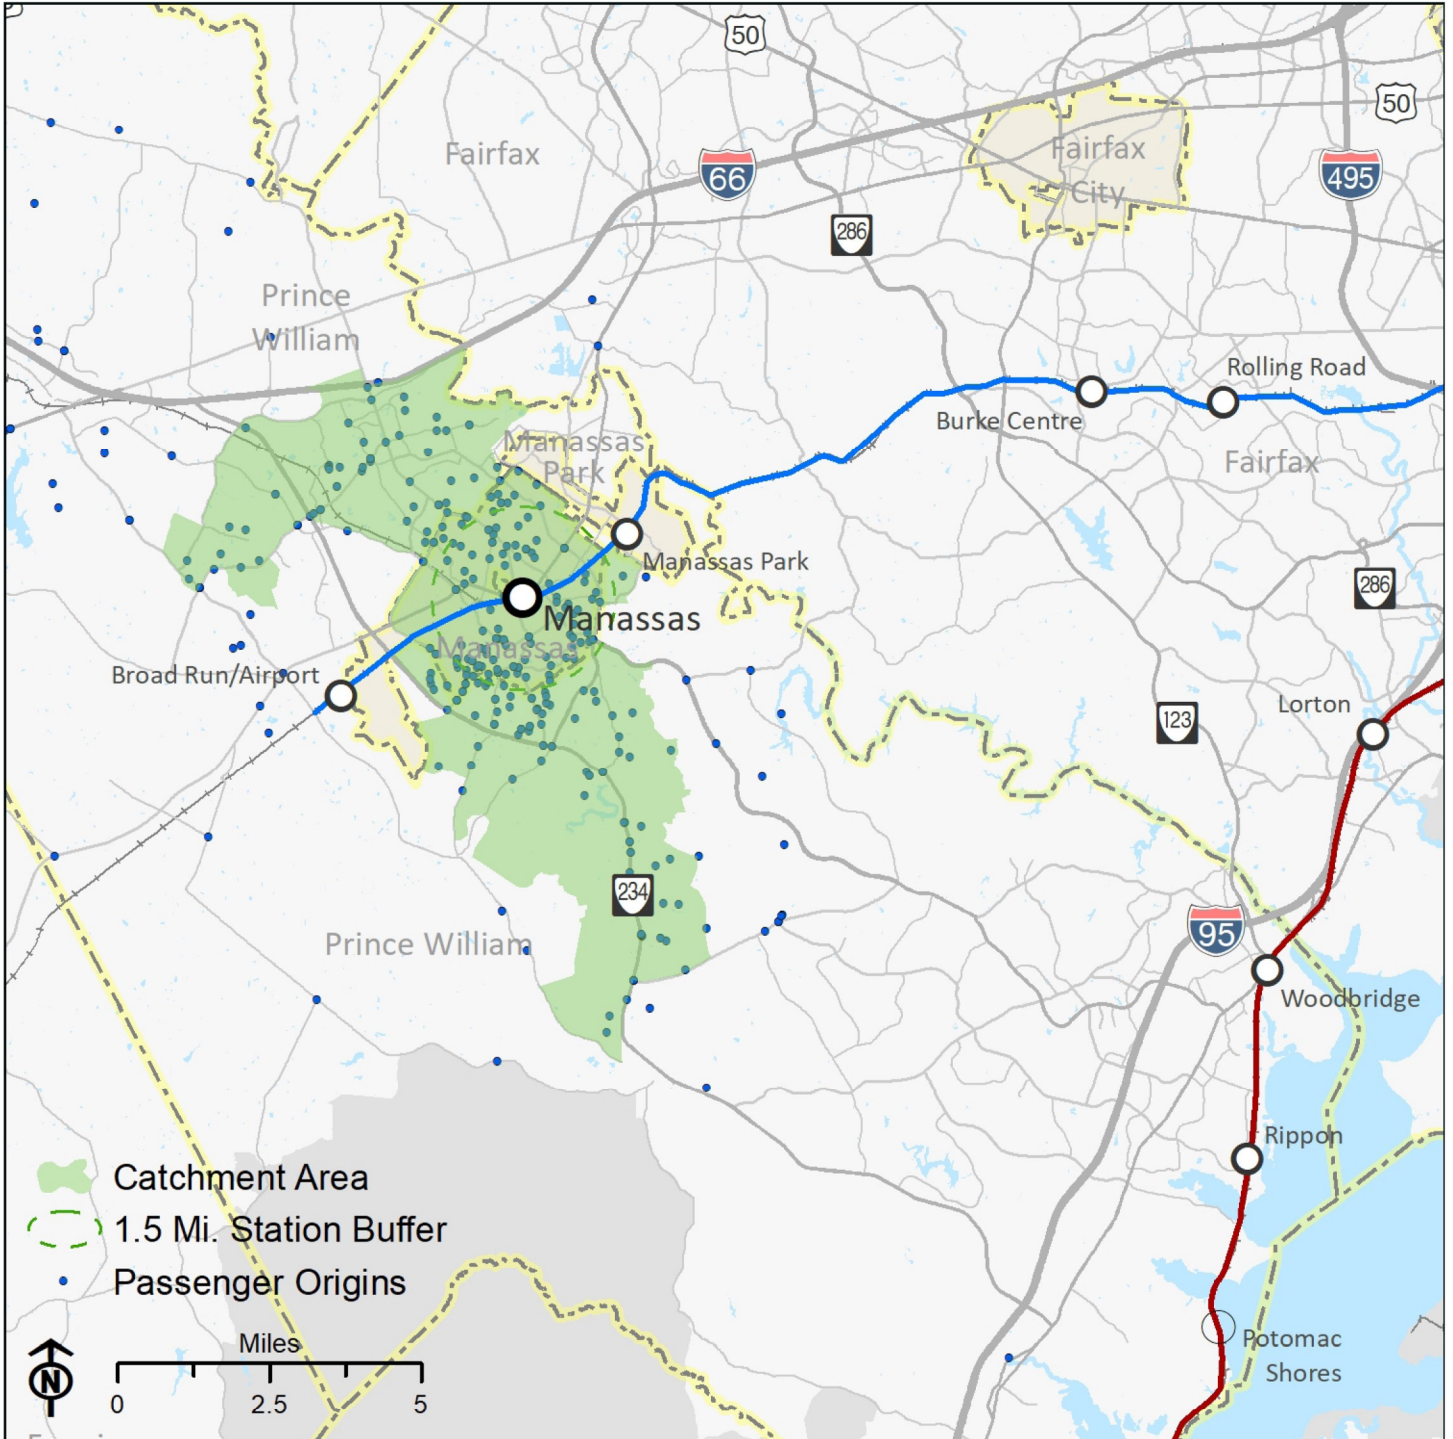 50
50
Fairfax
66
Fairfax
City
495
286
Prince
William
Rolling Road
Burke Centre
Manassas
Park
Fairfax
Manassas Park
286
Manassas
Manassas
Broad Run/Airport
Lorton
123
234
95
Prince William
Woodbridge
Rippon
Catchment Area
1.5 Mi. Station Buffer
Passenger Origins
Miles
N
0
2.5
5
Potomac
Shores